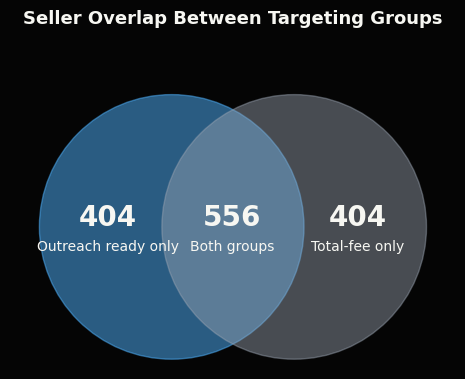 Seller Overlap Between Targeting Groups
404 556 404
Outreach ready only Both groups Total-fee only